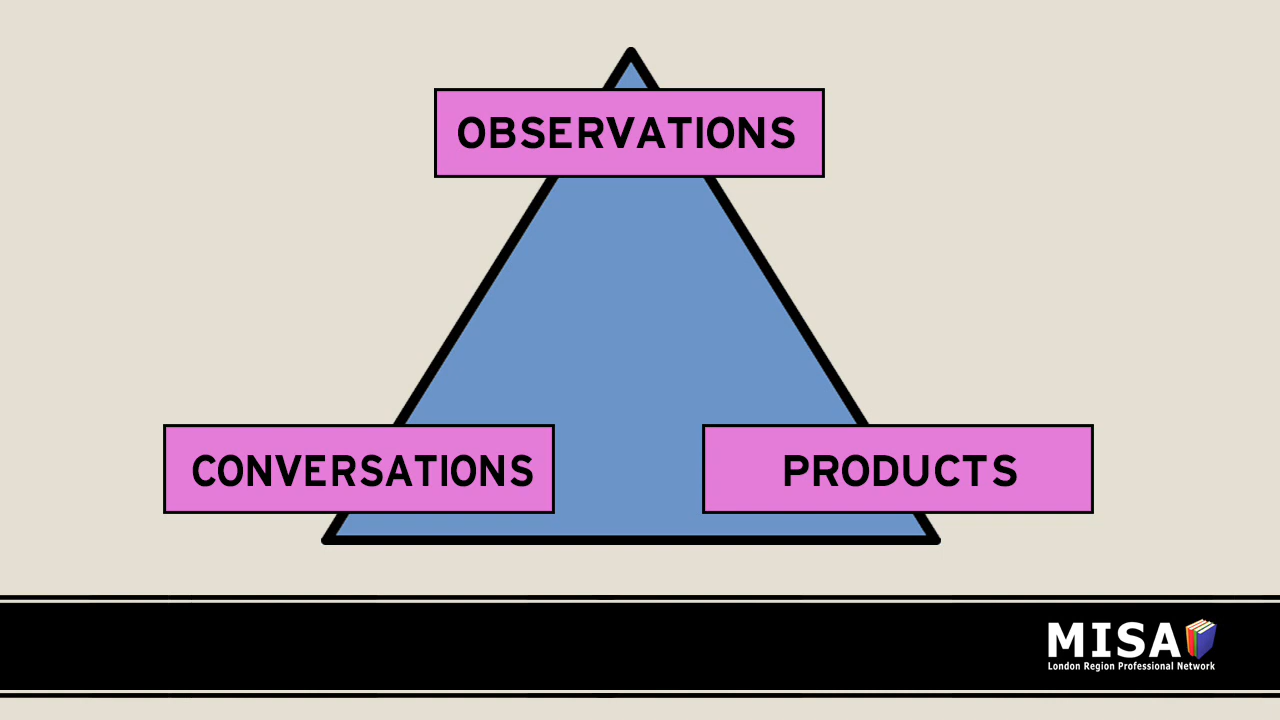 OBSERVATIONS
CONVERSATIONS
PRODUCTS
MISA
London Region Professional Network